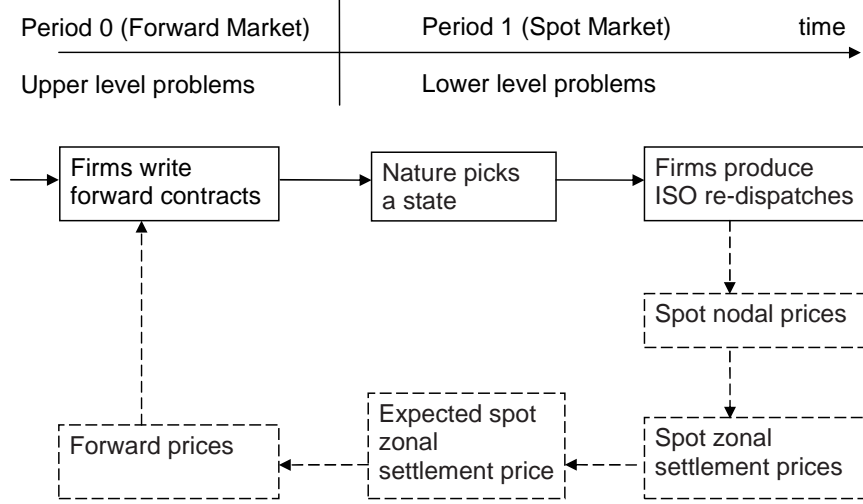 Period 0 (Forward Market)
Period 1 (Spot Market)
time
Upper level problems
Lower level problems
Firms write
forward contracts
Nature picks
a state
Firms produce
ISO re-dispatches
Spot nodal prices
Forward prices
Expected spot
zonal
settlement price
Spot zonal
settlement prices